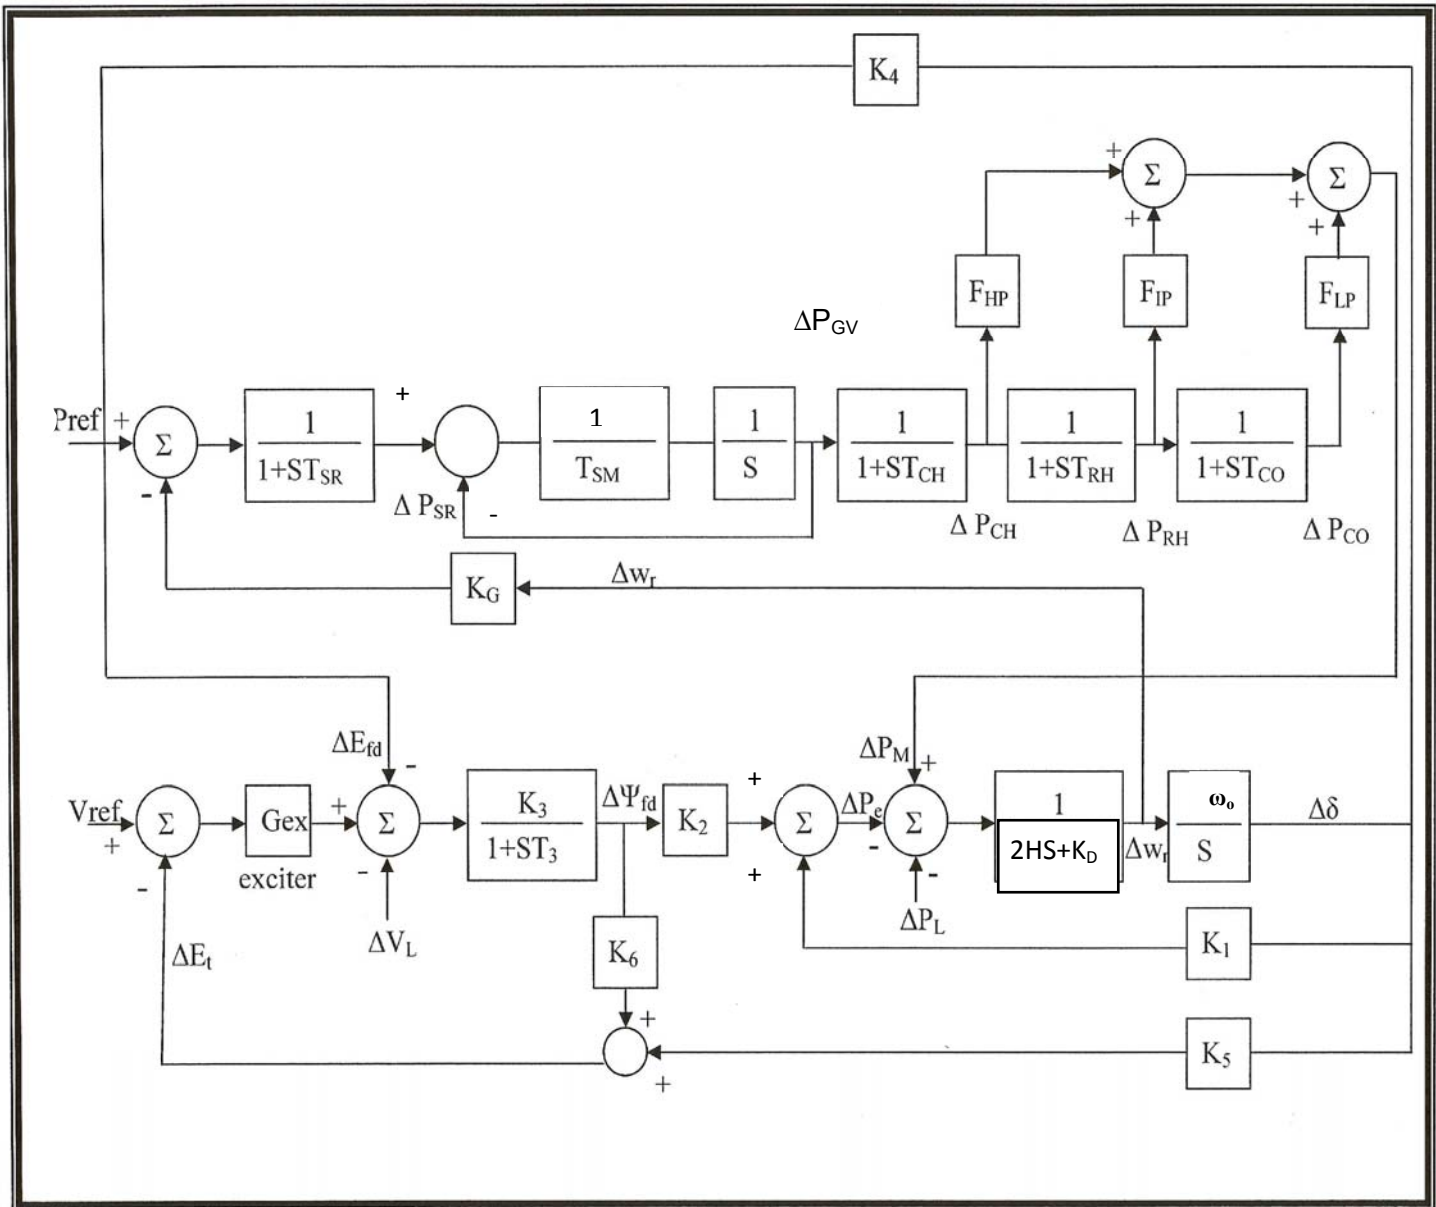 K4
Σ
Σ
FHP
FIP
FLP
ΔPGV
Pref
Σ
1
1+STSR
1
TSM
1
S
1
1+STCH
1
1+STRH
1
1+STCO
Δ PSR
Δ PCH
Δ PRH
Δ PCO
KG
Δwr
ΔEfd
ΔPM
Vref
Σ
Gex
exciter
Σ
K3
1+ST3
ΔΨfd
K2
Σ
ΔPe
Σ
1
2HS+KD
Δwr
ωo
S
Δδ
ΔVL
ΔPL
ΔEt
K6
K1
K5